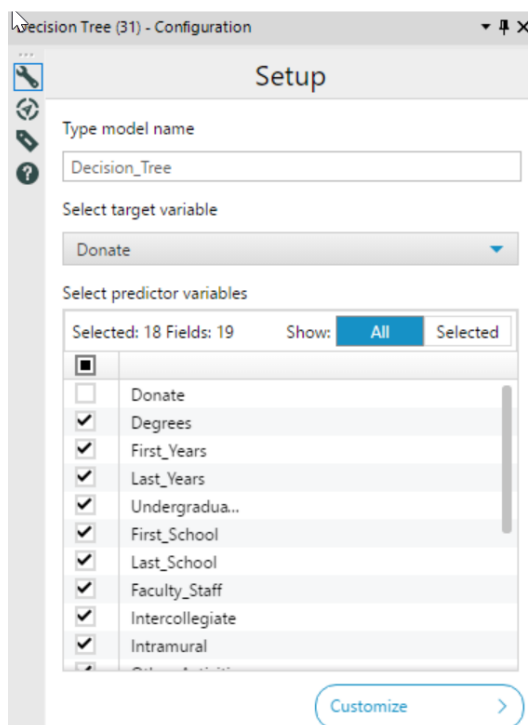 Decision Tree (31) - Configuration
Setup
Type model name
Decision_Tree
Select target variable
Donate
Select predictor variables
Selected: 18 Fields: 19 Show: All Selected
Donate
Degrees
First_Years
Last_Years
Undergradua...
First_School
Last_School
Faculty_Staff
Intercollegiate
Intramural
Customize